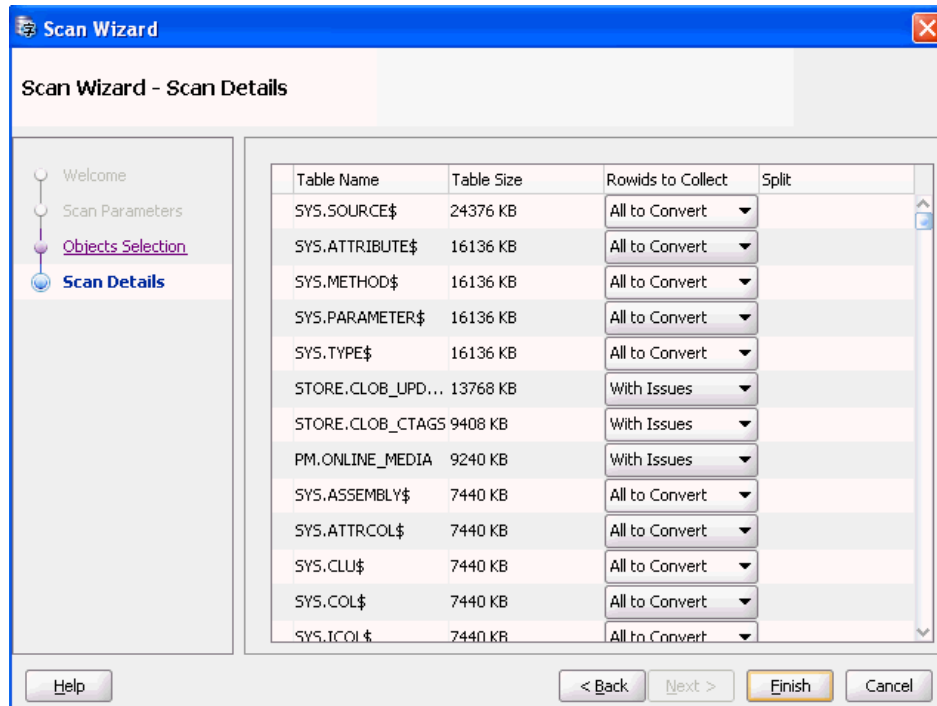 Scan Wizard
Scan Wizard - Scan Details
Welcome
Scan Parameters
Objects Selection
Scan Details
Table Name Table Size Rowids to Collect Split
SYS.SOURCE$ 24376 KB All to Convert
SYS.ATTRIBUTE$ 16136 KB All to Convert
SYS.METHOD$ 16136 KB All to Convert
SYS.PARAMETER$ 16136 KB All to Convert
SYS.TYPE$ 16136 KB All to Convert
STORE.CLOB_UPD... 13768 KB With Issues
STORE.CLOB_CTAGS 9408 KB With Issues
PM.ONLINE_MEDIA 9240 KB With Issues
SYS.ASSEMBLY$ 7440 KB All to Convert
SYS.ATTRCOL$ 7440 KB All to Convert
SYS.CLU$ 7440 KB All to Convert
SYS.COL$ 7440 KB All to Convert
SYS.ICOL$ 7440 KB All to Convert
Help < Back Next > Finish Cancel